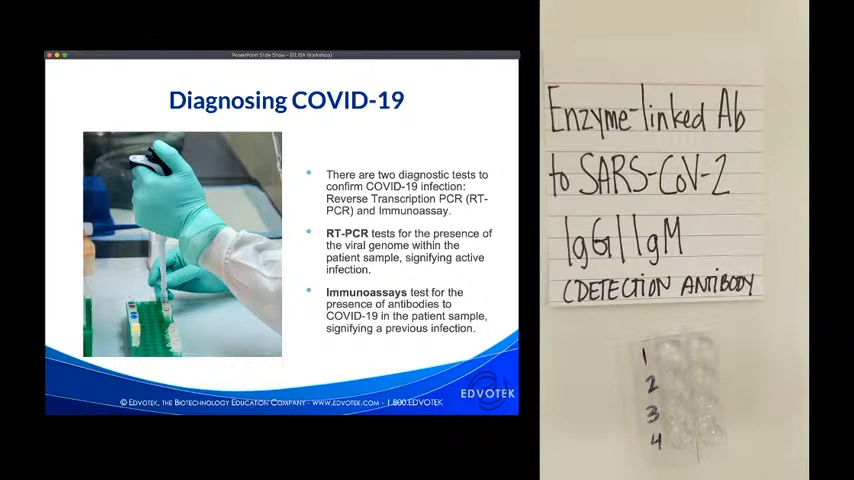 PowerPoint Slide Show - [ELISA Workshop]
Diagnosing COVID-19
There are two diagnostic tests to
confirm COVID-19 infection:
Reverse Transcription PCR (RT-
PCR) and Immunoassay.
RT-PCR tests for the presence of
the viral genome within the
patient sample, signifying active
infection.
Immunoassays test for the
presence of antibodies to
COVID-19 in the patient sample,
signifying a previous infection.
© EDVOTEK, THE BIOTECHNOLOGY EDUCATION COMPANY - WWW.EDVOTEK.COM - 1.800.EDVOTEK
EDVOTEK
Enzyme-linked Ab
to SARS-CoV-2
IgG/IgM
(DETECTION ANTIBODY
1
2
3
4